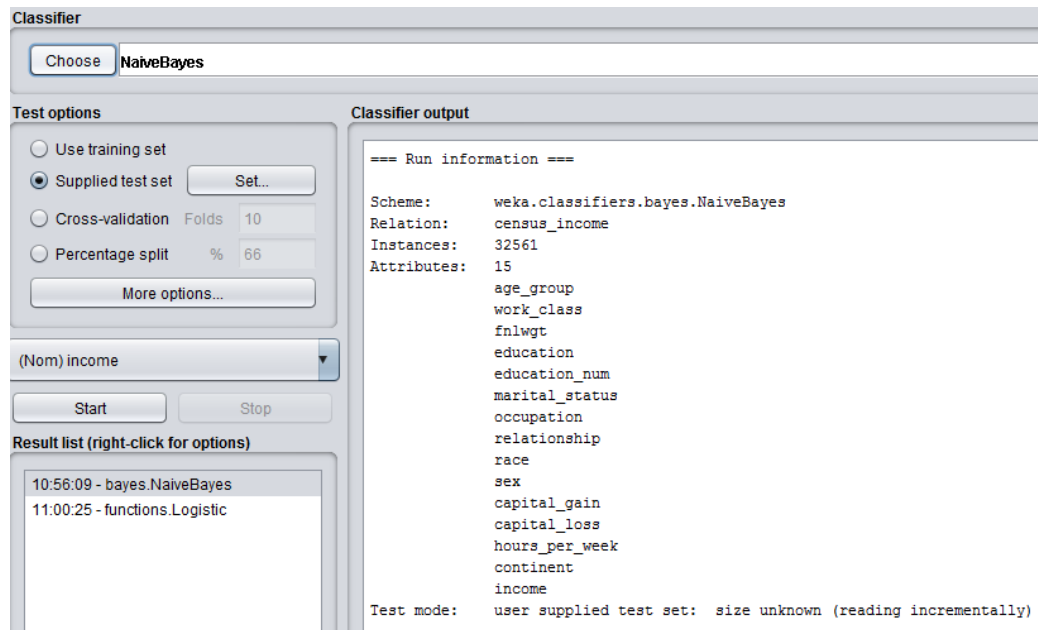 Classifier
Choose NaiveBayes
Test options
Use training set
Supplied test set Set...
Cross-validation Folds 10
Percentage split % 66
More options...
(Nom) income
Start Stop
Result list (right-click for options)
10:56:09 - bayes.NaiveBayes
11:00:25 - functions.Logistic
Classifier output
=== Run information ===
Scheme: weka.classifiers.bayes.NaiveBayes
Relation: census_income
Instances: 32561
Attributes: 15
age_group
work_class
fnlwgt
education
education_num
marital_status
occupation
relationship
race
sex
capital_gain
capital_loss
hours_per_week
continent
income
Test mode: user supplied test set: size unknown (reading incrementally)